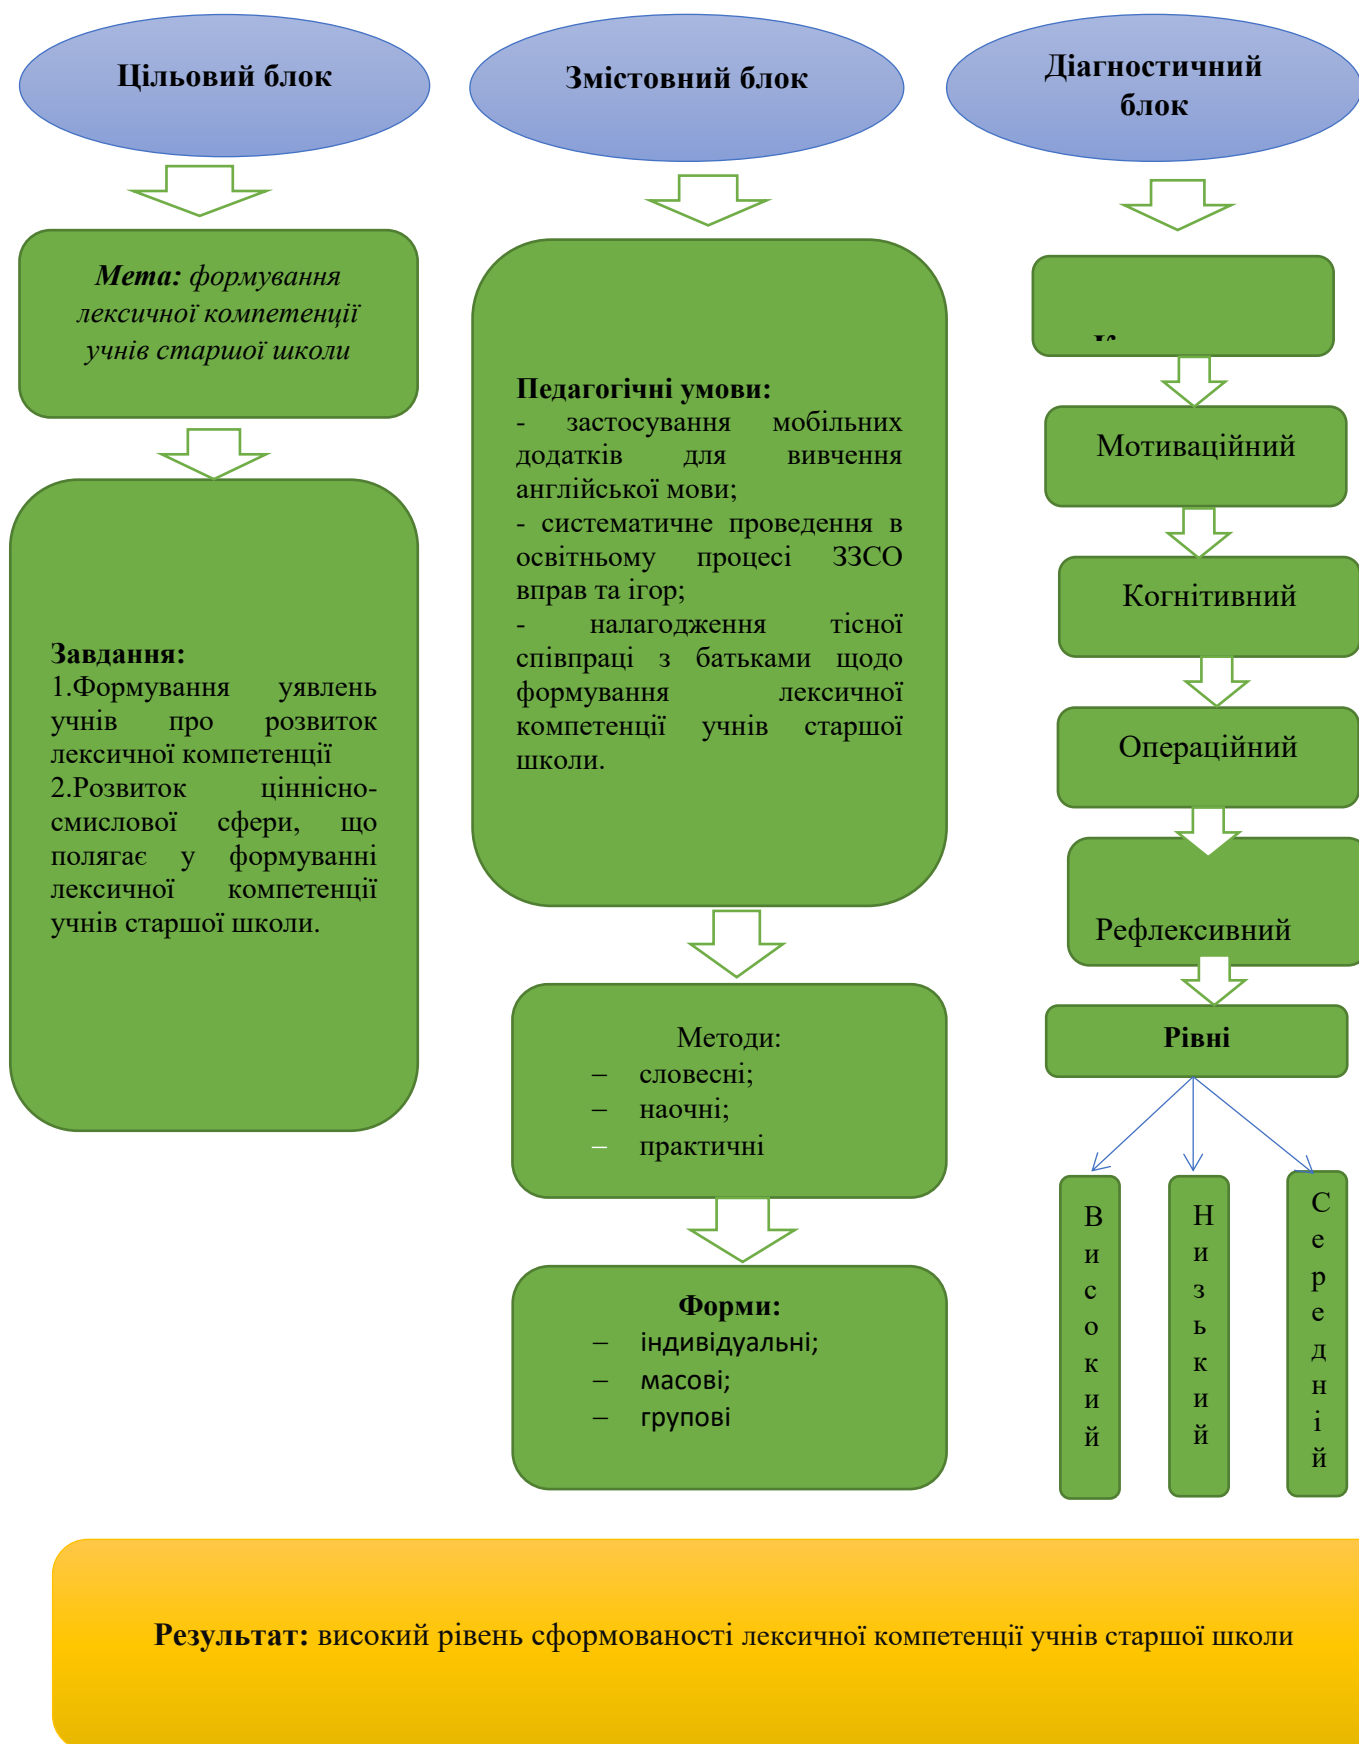 Цільовий блок
Мета: формування
лексичної компетенції
учнів старшої школи
Завдання:
1.Формування уявлень
учнів про розвиток
лексичної компетенції
2.Розвиток ціннісно-
смислової сфери, що
полягає у формуванні
лексичної компетенції
учнів старшої школи.
Змістовний блок
Педагогічні умови:
- застосування мобільних
додатків для вивчення
англійської мови;
- систематичне проведення в
освітньому процесі ЗЗСО
вправ та ігор;
- налагодження тісної
співпраці з батьками щодо
формування лексичної
компетенції учнів старшої
школи.
Методи:
– словесні;
– наочні;
– практичні
Форми:
– індивідуальні;
– масові;
– групові
Діагностичний
блок
Мотиваційний
Когнітивний
Операційний
Рефлексивний
Рівні
Високий
Низький
Середній
Результат: високий рівень сформованості лексичної компетенції учнів старшої школи